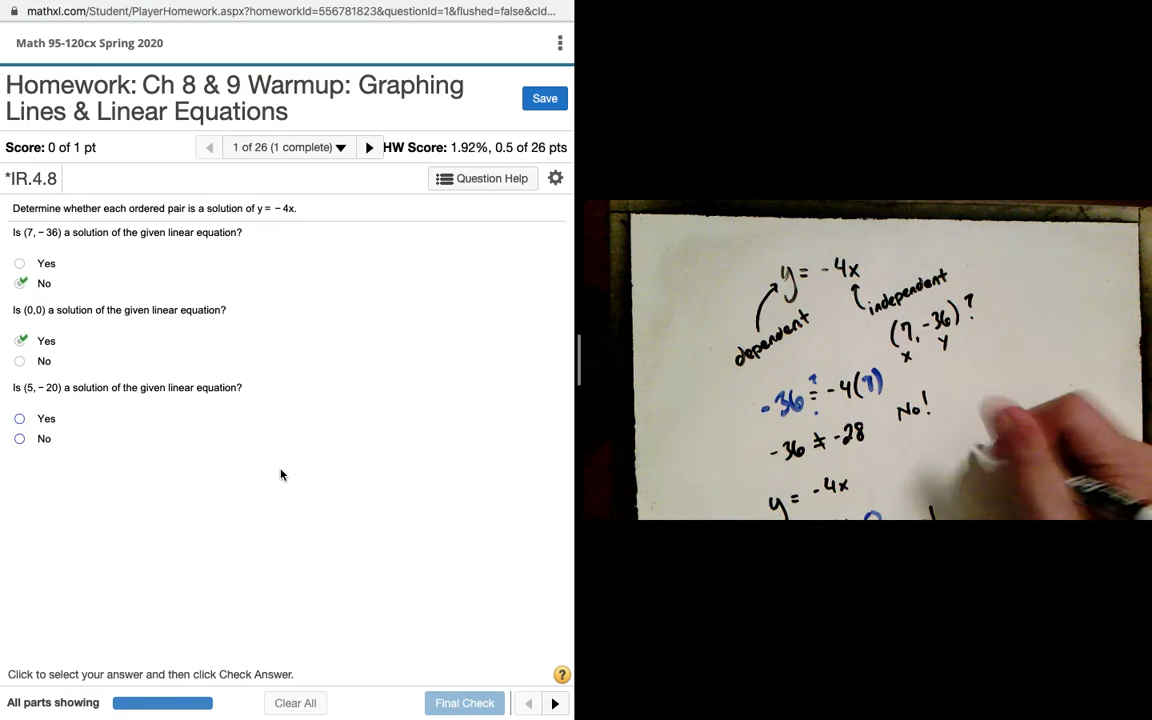 mathxl.com/Student/PlayerHomework.aspx?homeworkId=556781823&questionId=1&flushed=false&cId...
Math 95-120cx Spring 2020
Homework: Ch 8 & 9 Warmup: Graphing
Lines & Linear Equations
Save
Score: 0 of 1 pt
1 of 26 (1 complete)
HW Score: 1.92%, 0.5 of 26 pts
*IR.4.8
Question Help
Determine whether each ordered pair is a solution of y = - 4x.
Is (7, - 36) a solution of the given linear equation?
Yes
No
Is (0,0) a solution of the given linear equation?
Yes
No
Is (5, - 20) a solution of the given linear equation?
Yes
No
Click to select your answer and then click Check Answer.
?
All parts showing
Clear All
Final Check
y = -4x
independent
dependent
(7, -36)?
x y
-36 ≟ -4(7)
No!
-36 ≠ -28
y = -4x